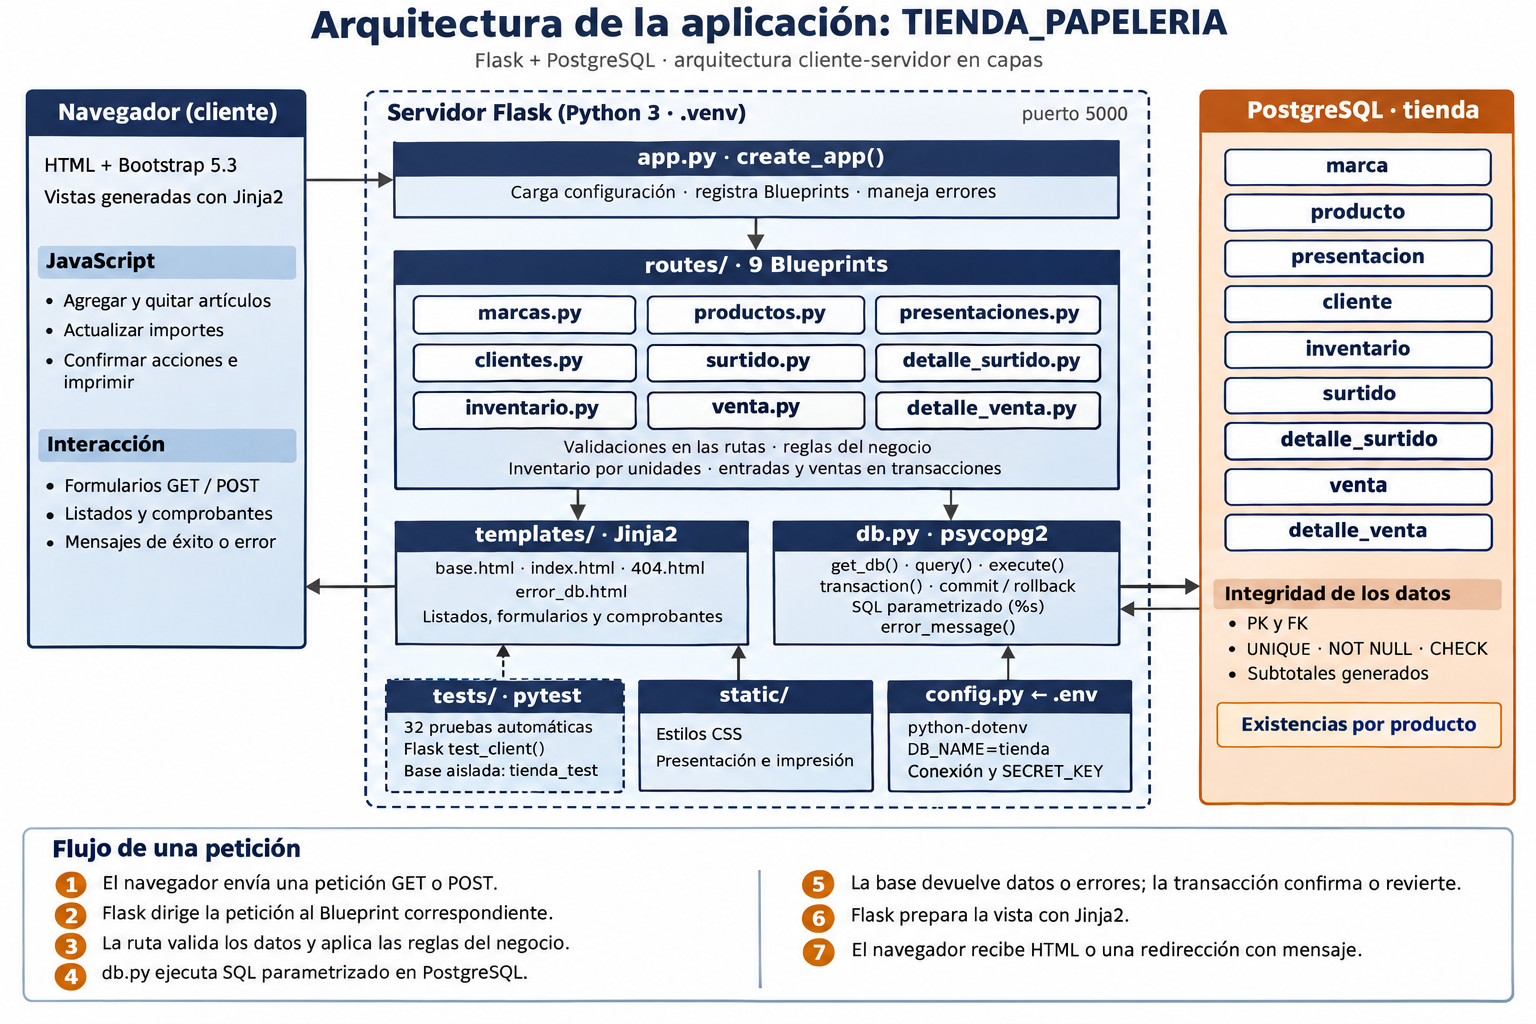 Arquitectura de la aplicación: TIENDA_PAPELERIA
Flask + PostgreSQL · arquitectura cliente-servidor en capas
Navegador (cliente)
HTML + Bootstrap 5.3
Vistas generadas con Jinja2
JavaScript
• Agregar y quitar artículos
• Actualizar importes
• Confirmar acciones e
imprimir
Interacción
• Formularios GET / POST
• Listados y comprobantes
• Mensajes de éxito o error
Servidor Flask (Python 3 · .venv)
puerto 5000
app.py · create_app()
Carga configuración · registra Blueprints · maneja errores
routes/ · 9 Blueprints
marcas.py
productos.py
presentaciones.py
clientes.py
surtido.py
detalle_surtido.py
inventario.py
venta.py
detalle_venta.py
Validaciones en las rutas · reglas del negocio
Inventario por unidades · entradas y ventas en transacciones
templates/ · Jinja2
base.html · index.html · 404.html
error_db.html
Listados, formularios y comprobantes
db.py · psycopg2
get_db() · query() · execute()
transaction() · commit / rollback
SQL parametrizado (%s)
error_message()
tests/ · pytest
32 pruebas automáticas
Flask test_client()
Base aislada: tienda_test
static/
Estilos CSS
Presentación e impresión
config.py ← .env
python-dotenv
DB_NAME=tienda
Conexión y SECRET_KEY
PostgreSQL · tienda
marca
producto
presentacion
cliente
inventario
surtido
detalle_surtido
venta
detalle_venta
Integridad de los datos
• PK y FK
• UNIQUE · NOT NULL · CHECK
• Subtotales generados
Existencias por producto
Flujo de una petición
1 El navegador envía una petición GET o POST.
2 Flask dirige la petición al Blueprint correspondiente.
3 La ruta valida los datos y aplica las reglas del negocio.
4 db.py ejecuta SQL parametrizado en PostgreSQL.
5 La base devuelve datos o errores; la transacción confirma o revierte.
6 Flask prepara la vista con Jinja2.
7 El navegador recibe HTML o una redirección con mensaje.